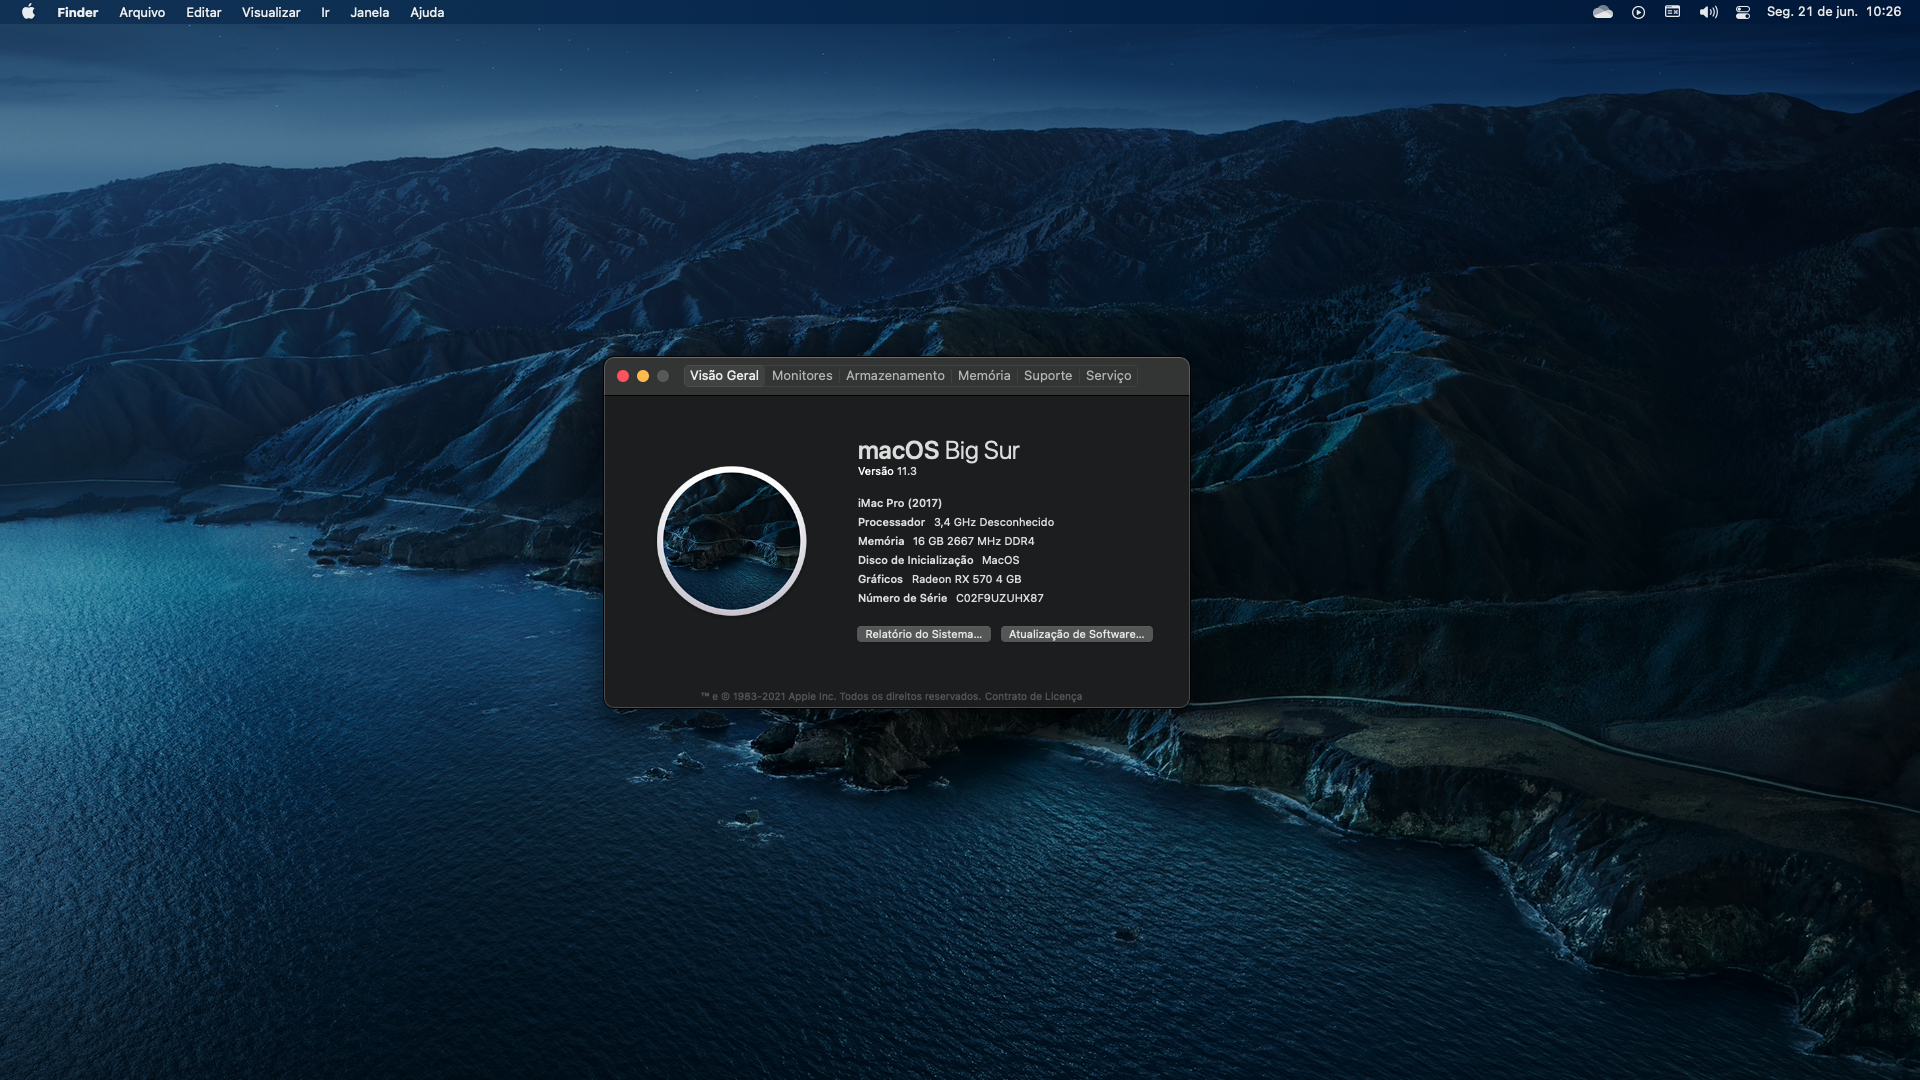 Finder Arquivo Editar Visualizar Ir Janela Ajuda Seg. 21 de jun. 10:26
Visão Geral Monitores Armazenamento Memória Suporte Serviço
macOS Big Sur
Versão 11.3
iMac Pro (2017)
Processador 3,4 GHz Desconhecido
Memória 16 GB 2667 MHz DDR4
Disco de Inicialização MacOS
Gráficos Radeon RX 570 4 GB
Número de Série C02F9UZUHX87
Relatório do Sistema... Atualização de Software...
™ e © 1983-2021 Apple Inc. Todos os direitos reservados. Contrato de Licença